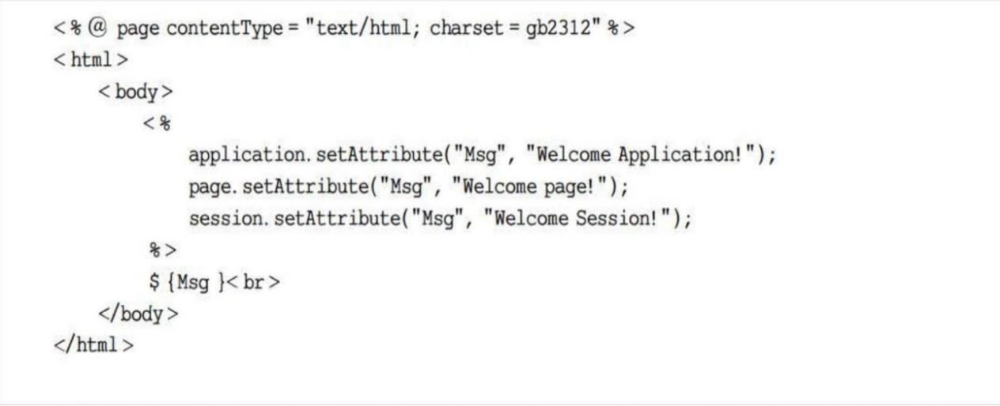 <%@ page contentType = "text/html; charset = gb2312" %>
<html>
<body>
<%
application.setAttribute("Msg", "Welcome Application!");
page.setAttribute("Msg", "Welcome page!");
session.setAttribute("Msg", "Welcome Session!");
%>
${Msg}<br>
</body>
</html>